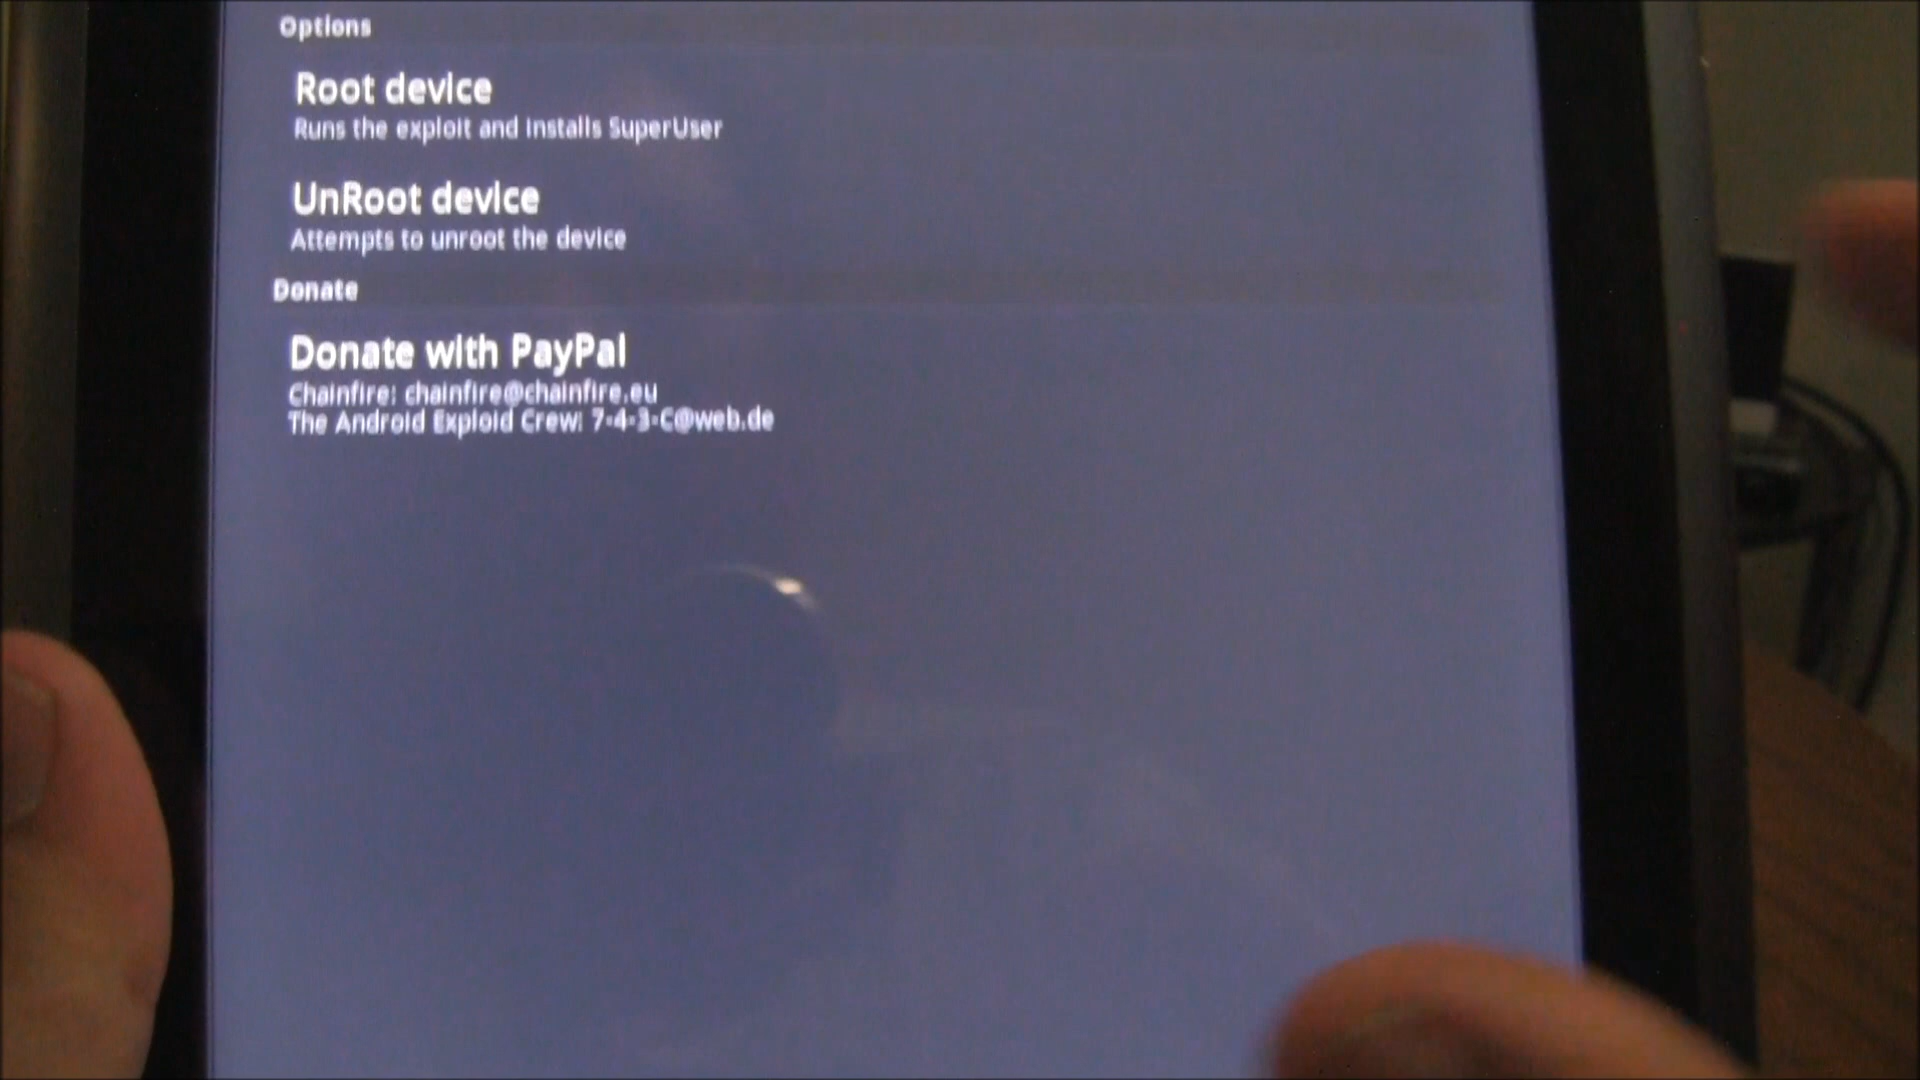 Options
Root device
Runs the exploit and installs SuperUser
UnRoot device
Attempts to unroot the device
Donate
Donate with PayPal
Chainfire: chainfire@chainfire.eu
The Android Exploid Crew: 7-4-3-C@web.de